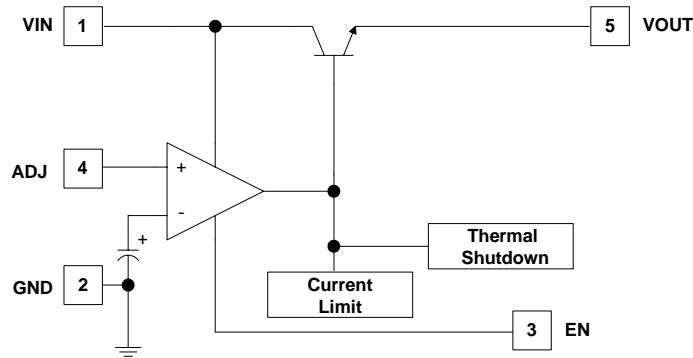 VIN 1
5 VOUT
ADJ 4
+
-
+
GND 2
Thermal
Shutdown
Current
Limit
3 EN